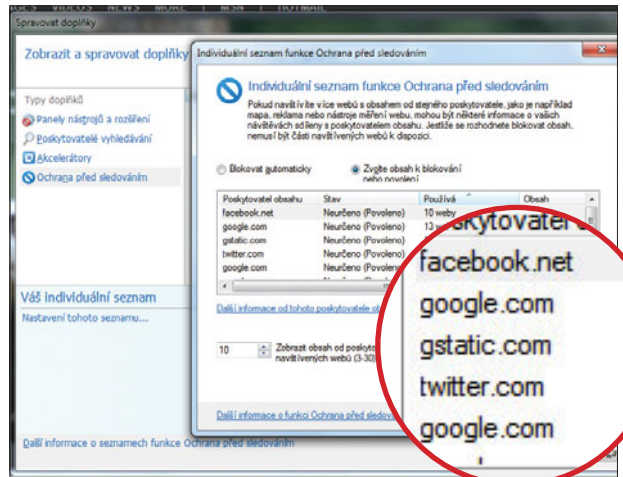 VIDEOS NEWS MORE | MSN | HOTMAIL
Spravovat doplňky
Zobrazit a spravovat doplňky
Typy doplňků
Panely nástrojů a rozšíření
Poskytovatelé vyhledávání
Akcelerátory
Ochrana před sledováním
Váš individuální seznam
Nastavení tohoto seznamu...
Další informace o seznamech funkce Ochrana před sledováním
Individuální seznam funkce Ochrana před sledováním
Individuální seznam funkce Ochrana před sledováním
Pokud navštívíte více webů s obsahem od stejného poskytovatele, jako je například
mapa, reklama nebo nástroje měření webu, mohou být některé informace o vašich
návštěvách sdíleny s poskytovatelem obsahu. Jestliže se rozhodnete blokovat obsah,
nemusí být části navštívených webů k dispozici.
Blokovat automaticky
Zvolte obsah k blokování
nebo povolení
Poskytovatel obsahu Stav Používá Obsah
facebook.net Neurčeno (Povoleno) 10 weby
google.com Neurčeno (Povoleno) 13
gstatic.com Neurčeno (Povoleno)
twitter.com Neurčeno (Povoleno)
google.com Neurčeno (Povoleno
Další informace od tohoto poskytovatele
10 Zobrazit obsah od
navštívených webů (3-30)
Další informace o funkci Ochrana před
facebook.net
google.com
gstatic.com
twitter.com
google.com